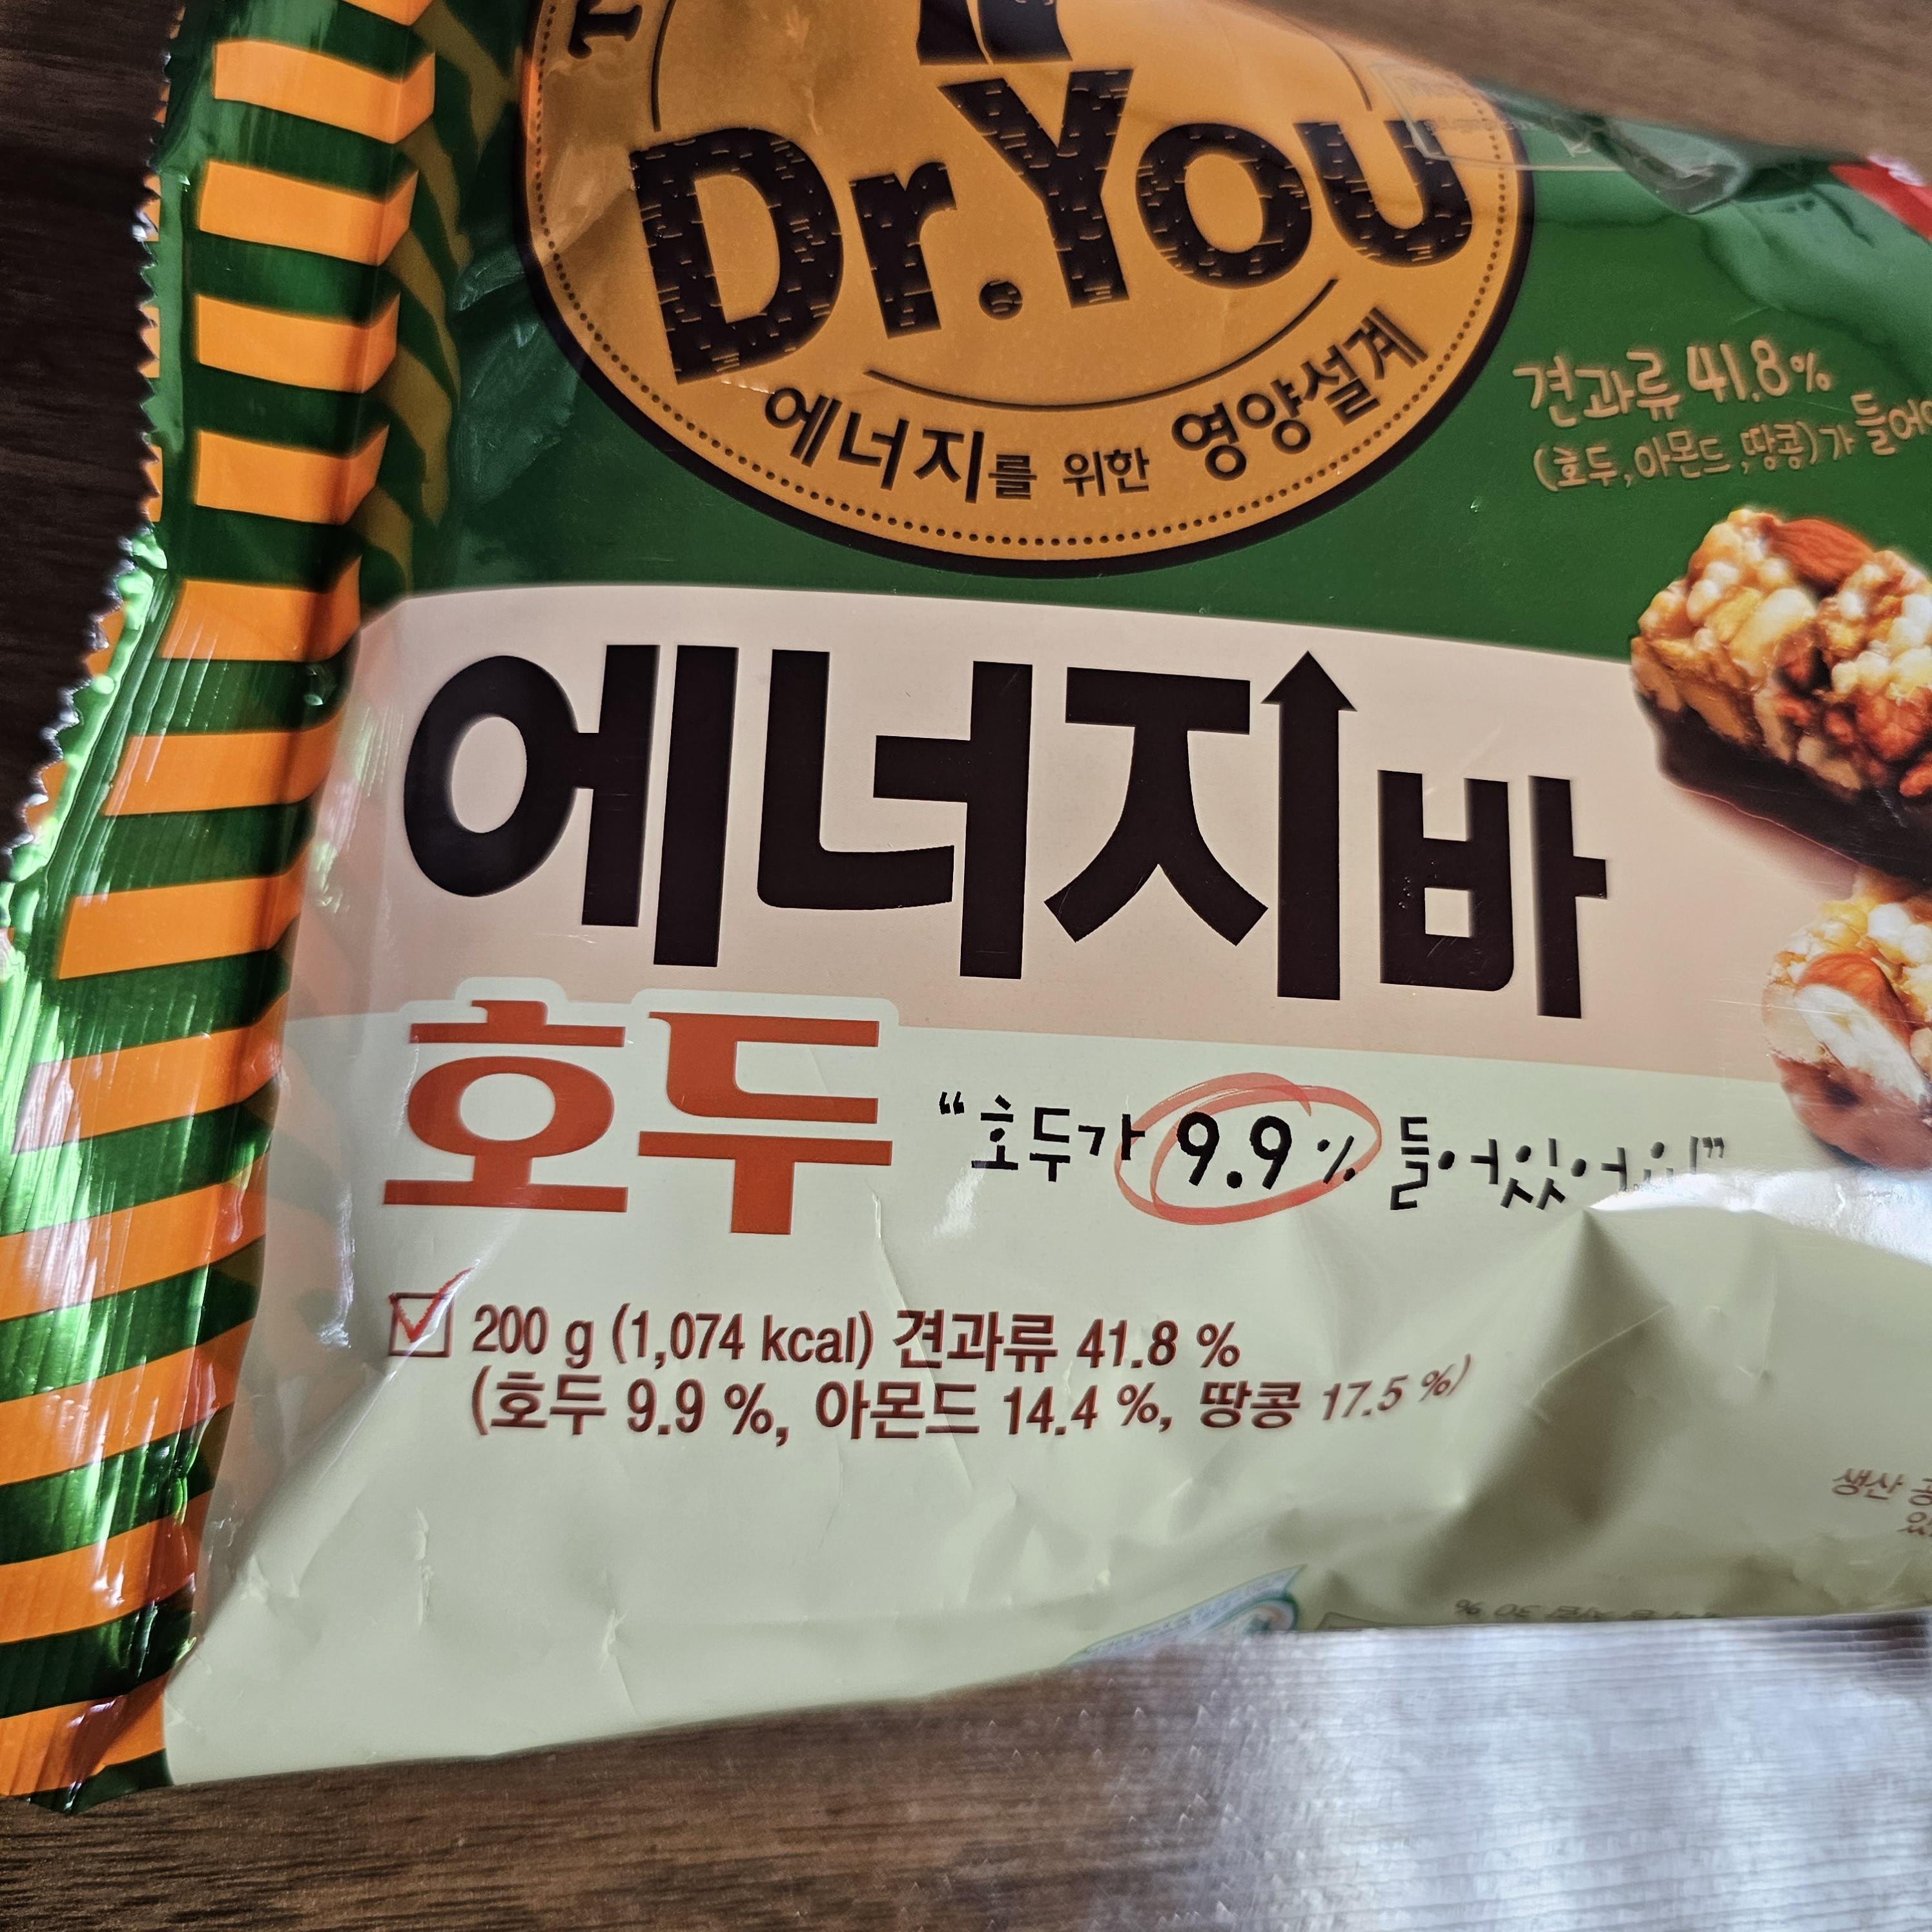 Dr.You
에너지를 위한 영양설계
견과류 41.8%
(호두,아몬드,땅콩)가
에너지바
호두
“호두가 9.9% 들어있어요!”
200 g (1,074 kcal) 견과류 41.8 %
(호두 9.9 %, 아몬드 14.4 %, 땅콩 17.5 %)
생산